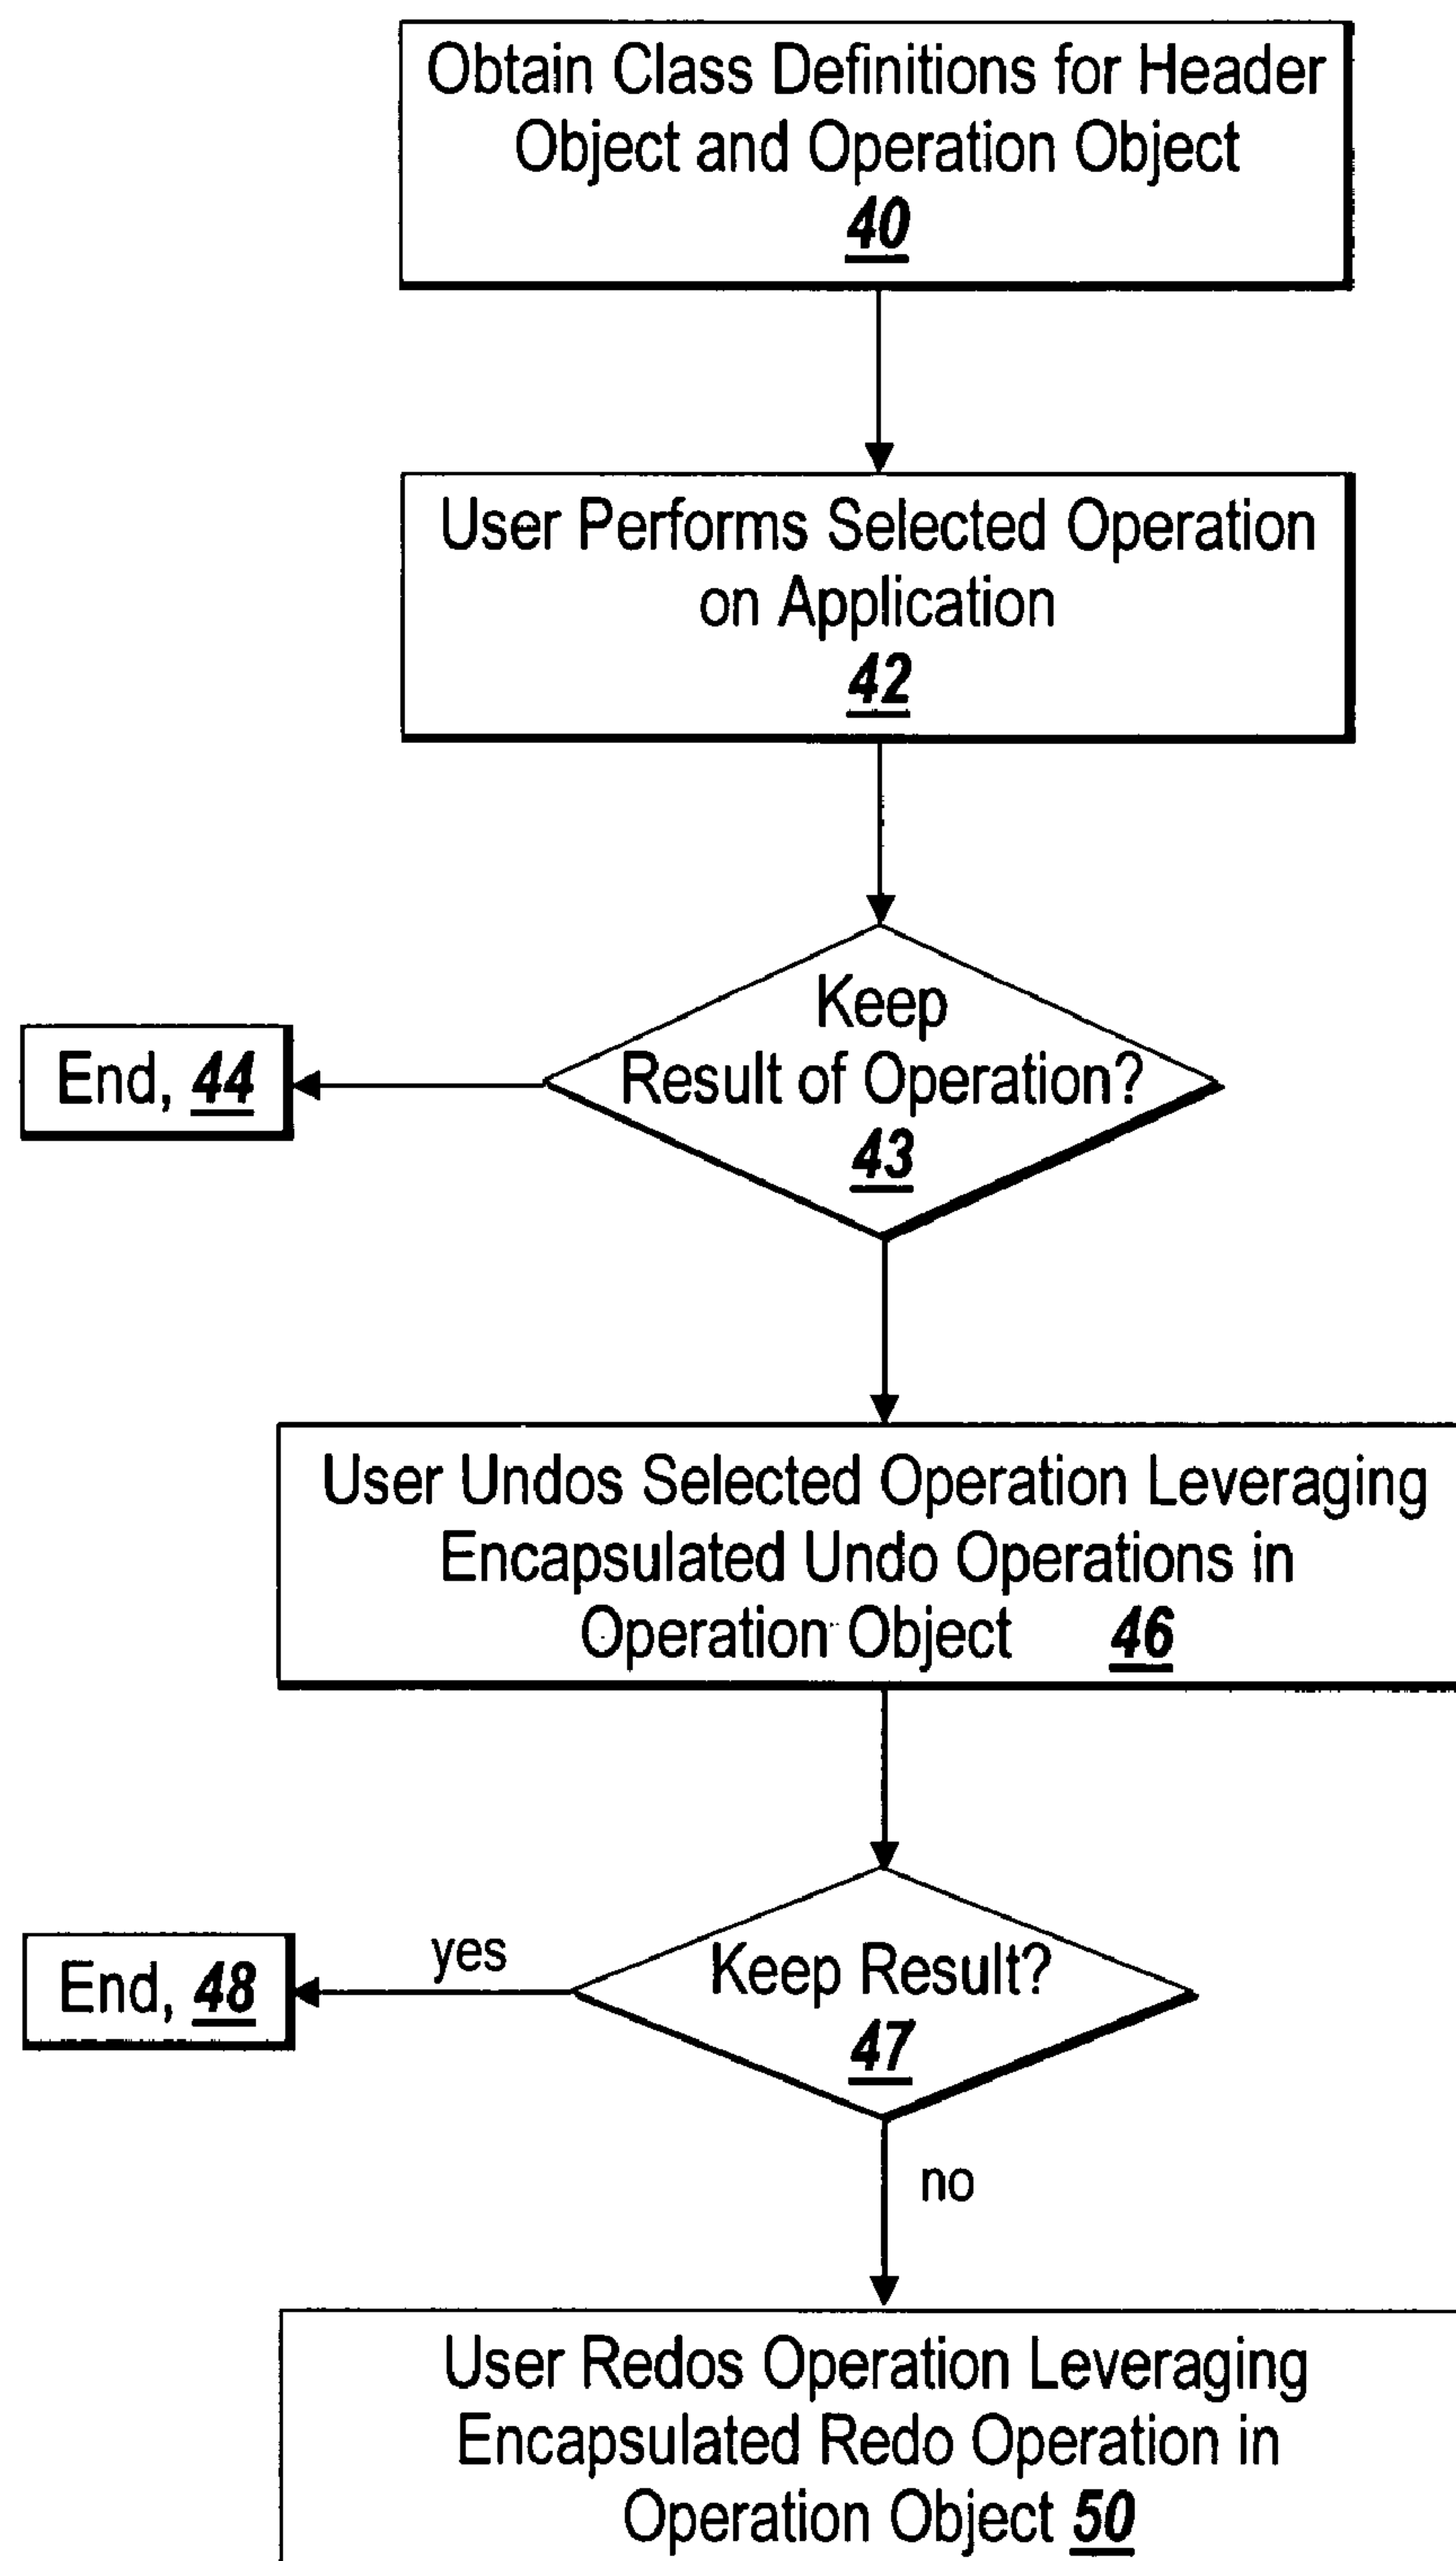 Obtain Class Definitions for Header
Object and Operation Object
40
User Performs Selected Operation
on Application
42
Keep
Result of Operation?
43
End, 44
User Undos Selected Operation Leveraging
Encapsulated Undo Operations in
Operation Object 46
Keep Result?
47
yes
End, 48
no
User Redos Operation Leveraging
Encapsulated Redo Operation in
Operation Object 50